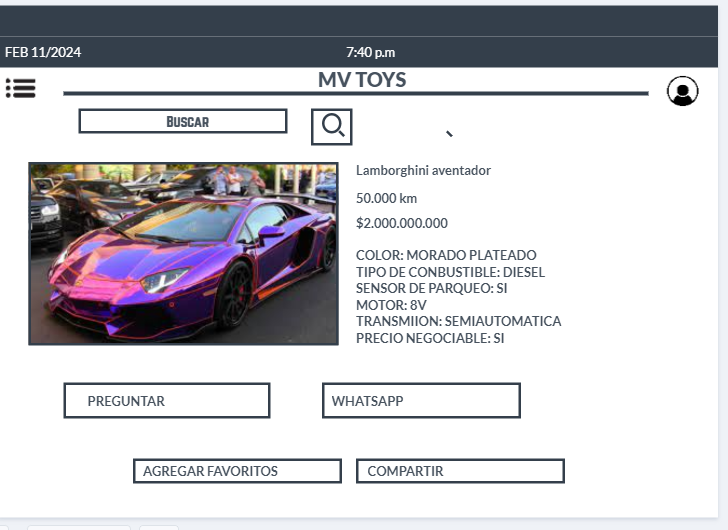 FEB 11/2024 7:40 p.m
MV TOYS
BUSCAR
Lamborghini aventador
50.000 km
$2.000.000.000
COLOR: MORADO PLATEADO
TIPO DE CONBUSTIBLE: DIESEL
SENSOR DE PARQUEO: SI
MOTOR: 8V
TRANSMIION: SEMIAUTOMATICA
PRECIO NEGOCIABLE: SI
PREGUNTAR WHATSAPP
AGREGAR FAVORITOS COMPARTIR